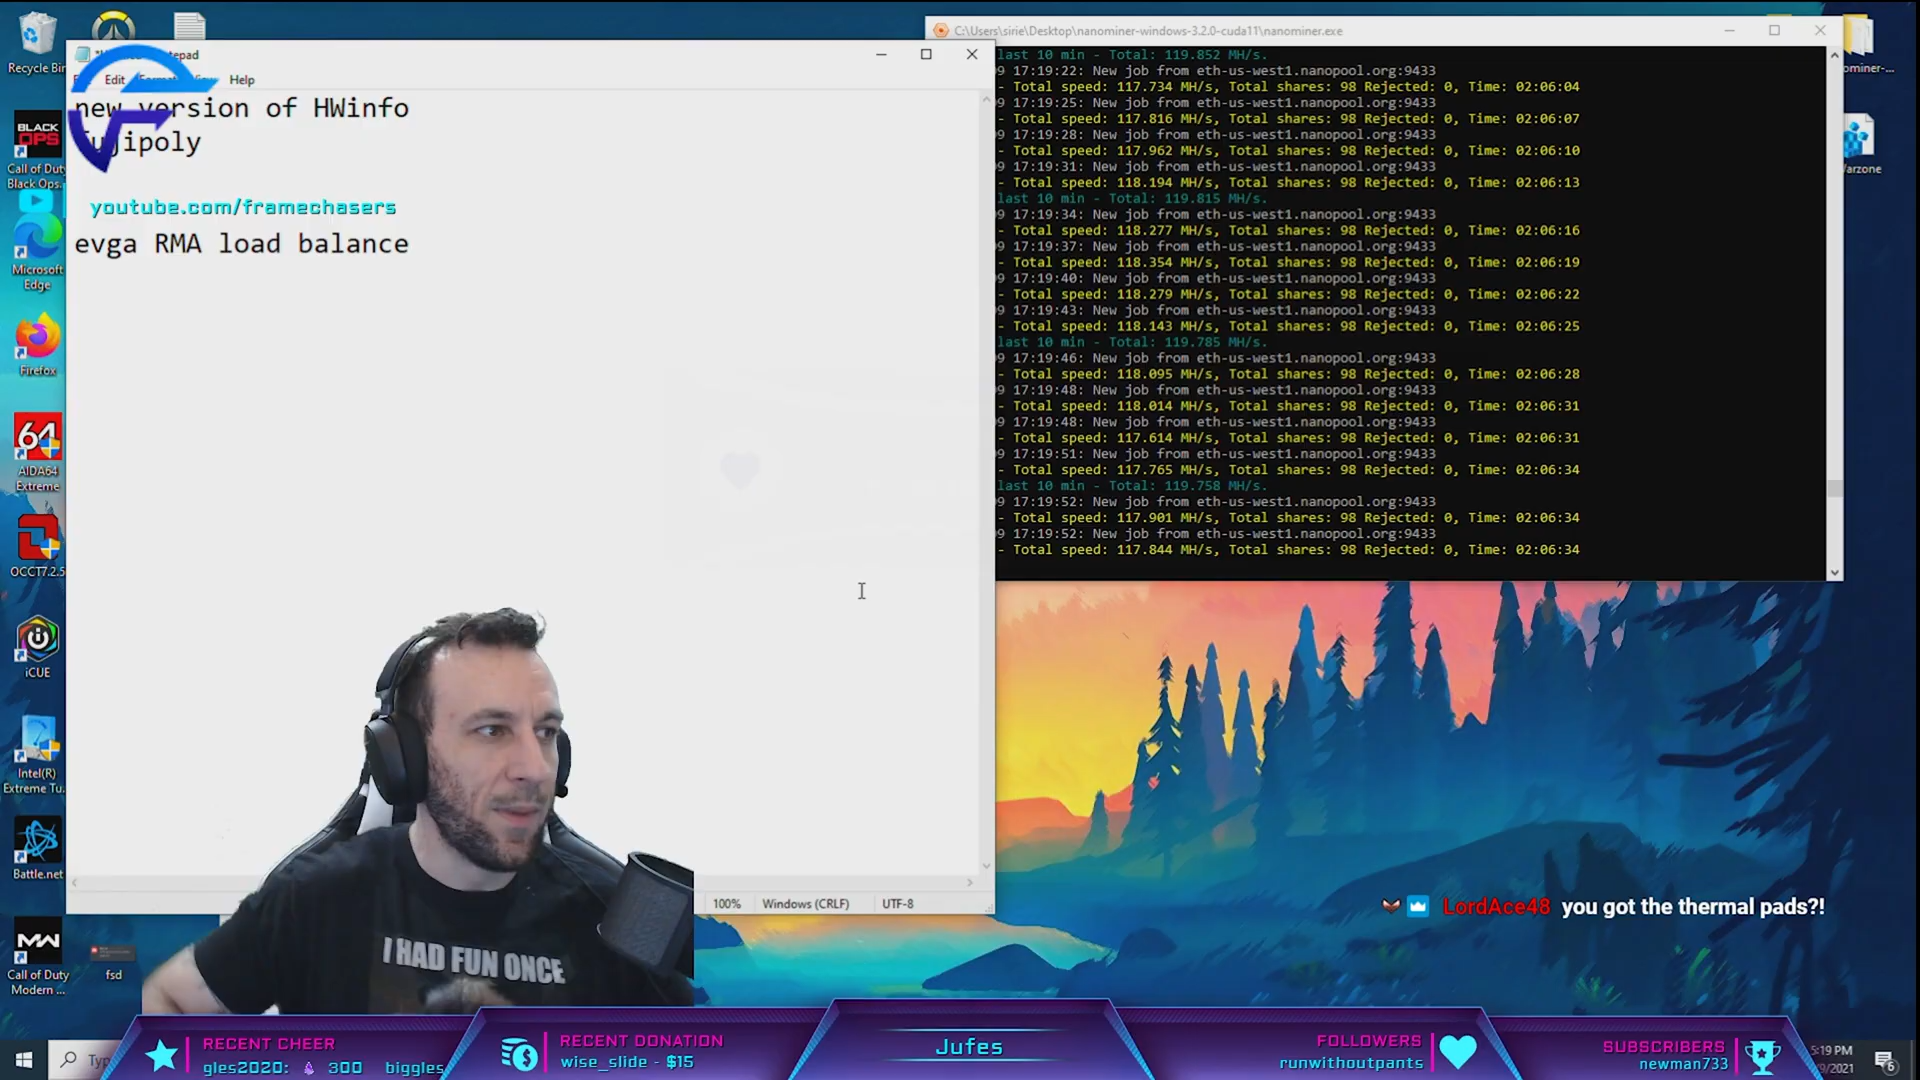 Recycle Bin
C:\Users\sirie\Desktop\nanominer-windows-3.2.0-cuda11\nanominer.exe
Edit
Help
new version of HWinfo
fujipoly
youtube.com/framechasers
evga RMA load balance
last 10 min - Total: 119.852 MH/s.
9 17:19:22: New job from eth-us-west1.nanopool.org:9433
- Total speed: 117.734 MH/s, Total shares: 98 Rejected: 0, Time: 02:06:04
9 17:19:25: New job from eth-us-west1.nanopool.org:9433
- Total speed: 117.816 MH/s, Total shares: 98 Rejected: 0, Time: 02:06:07
9 17:19:28: New job from eth-us-west1.nanopool.org:9433
- Total speed: 117.962 MH/s, Total shares: 98 Rejected: 0, Time: 02:06:10
9 17:19:31: New job from eth-us-west1.nanopool.org:9433
- Total speed: 118.194 MH/s, Total shares: 98 Rejected: 0, Time: 02:06:13
last 10 min - Total: 119.815 MH/s.
9 17:19:34: New job from eth-us-west1.nanopool.org:9433
- Total speed: 118.277 MH/s, Total shares: 98 Rejected: 0, Time: 02:06:16
9 17:19:37: New job from eth-us-west1.nanopool.org:9433
- Total speed: 118.354 MH/s, Total shares: 98 Rejected: 0, Time: 02:06:19
9 17:19:40: New job from eth-us-west1.nanopool.org:9433
- Total speed: 118.279 MH/s, Total shares: 98 Rejected: 0, Time: 02:06:22
9 17:19:43: New job from eth-us-west1.nanopool.org:9433
- Total speed: 118.143 MH/s, Total shares: 98 Rejected: 0, Time: 02:06:25
last 10 min - Total: 119.785 MH/s.
9 17:19:46: New job from eth-us-west1.nanopool.org:9433
- Total speed: 118.095 MH/s, Total shares: 98 Rejected: 0, Time: 02:06:28
9 17:19:48: New job from eth-us-west1.nanopool.org:9433
- Total speed: 118.014 MH/s, Total shares: 98 Rejected: 0, Time: 02:06:31
9 17:19:48: New job from eth-us-west1.nanopool.org:9433
- Total speed: 117.614 MH/s, Total shares: 98 Rejected: 0, Time: 02:06:31
9 17:19:51: New job from eth-us-west1.nanopool.org:9433
- Total speed: 117.765 MH/s, Total shares: 98 Rejected: 0, Time: 02:06:34
last 10 min - Total: 119.758 MH/s.
9 17:19:52: New job from eth-us-west1.nanopool.org:9433
- Total speed: 117.901 MH/s, Total shares: 98 Rejected: 0, Time: 02:06:34
9 17:19:52: New job from eth-us-west1.nanopool.org:9433
- Total speed: 117.844 MH/s, Total shares: 98 Rejected: 0, Time: 02:06:34
BLACK
OPS
Call of Duty
Black Ops...
Microsoft
Edge
Firefox
64
AIDA64
Extreme
OCCT7.2.5
iCUE
Intel(R)
Extreme Tu...
Battle.net
MW
Call of Duty
Modern ...
fsd
100%
Windows (CRLF)
UTF-8
I HAD FUN ONCE
LordAce48 you got the thermal pads?!
RECENT CHEER
gles2020: 300 biggles
RECENT DONATION
wise_slide - $15
Jufes
FOLLOWERS
runwithoutpants
SUBSCRIBERS
newman733
5:19 PM
6